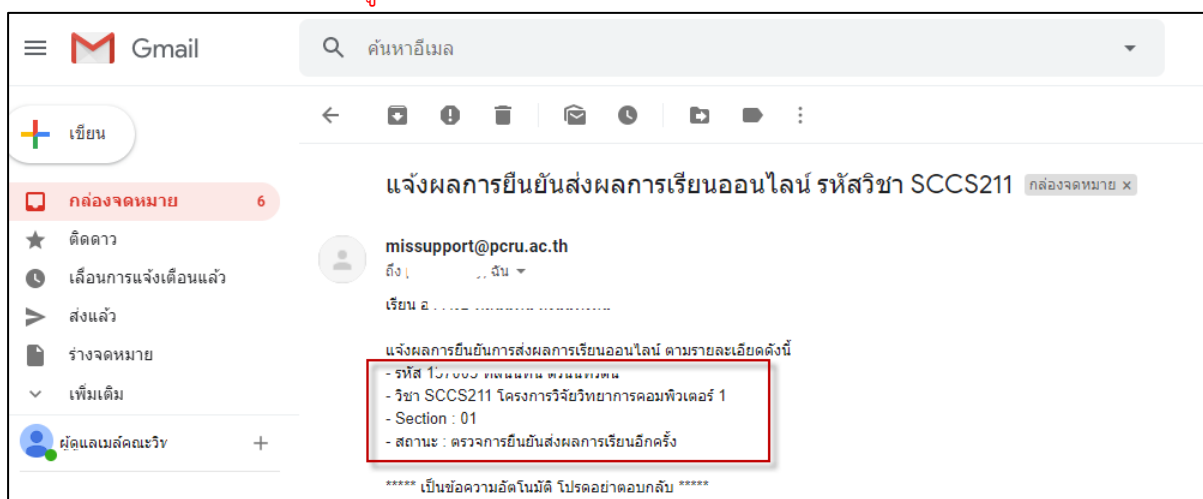 Gmail
ค้นหาอีเมล
เขียน
กล่องจดหมาย 6
ติดดาว
เลื่อนการแจ้งเตือนแล้ว
ส่งแล้ว
ร่างจดหมาย
เพิ่มเติม
ผู้ดูแลเมล์คณะวิท
แจ้งผลการยืนยันส่งผลการเรียนออนไลน์ รหัสวิชา SCCS211 กล่องจดหมาย x
missupport@pcru.ac.th
ถึง , ฉัน
เรียน อ
แจ้งผลการยืนยันการส่งผลการเรียนออนไลน์ ตามรายละเอียดดังนี้
- รหัส
- วิชา SCCS211 โครงการวิจัยวิทยาการคอมพิวเตอร์ 1
- Section : 01
- สถานะ : ตรวจการยืนยันส่งผลการเรียนอีกครั้ง
***** เป็นข้อความอัตโนมัติ โปรดอย่าตอบกลับ *****